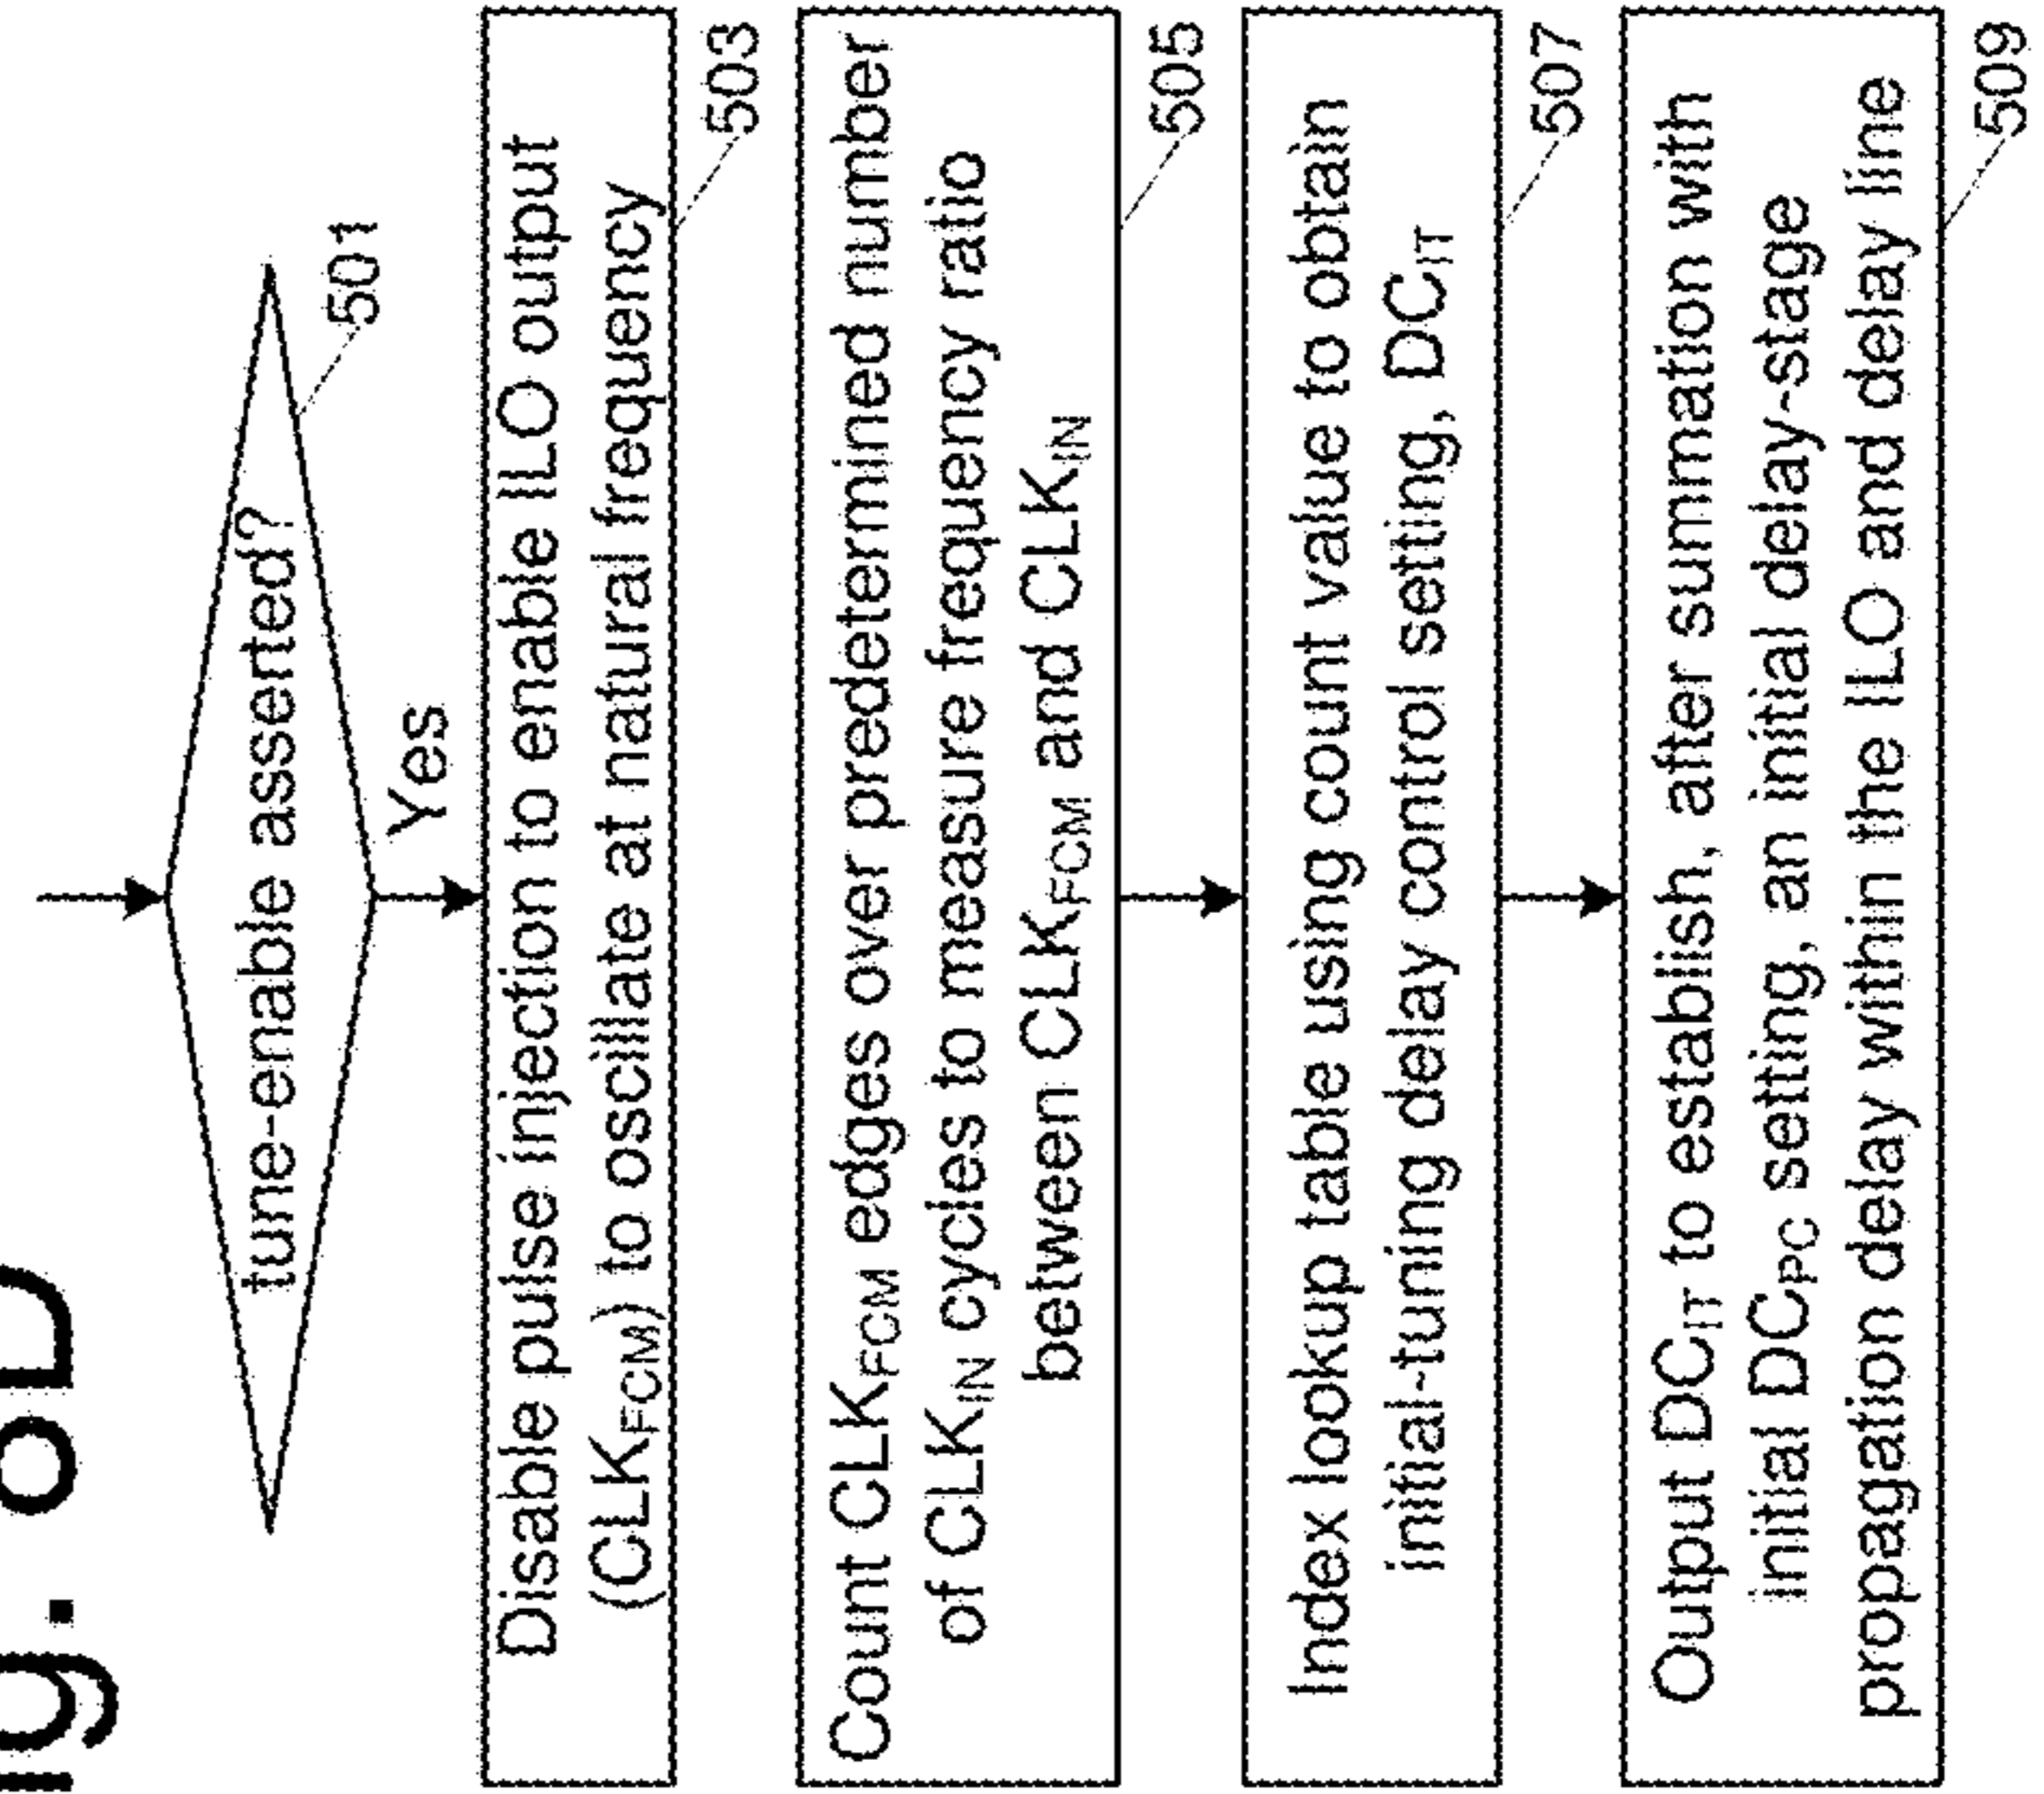 tune-enable asserted?
501
Yes
Disable pulse injection to enable ILO output
(CLKFCM) to oscillate at natural frequency
503
Count CLKFCM edges over predetermined number
of CLKIN cycles to measure frequency ratio
between CLKFCM and CLKIN
505
Index lookup table using count value to obtain
initial-tuning delay control setting, DCIT
507
Output DCIT to establish, after summation with
initial DCPC setting, an initial delay-stage
propagation delay within the ILO and delay line
509